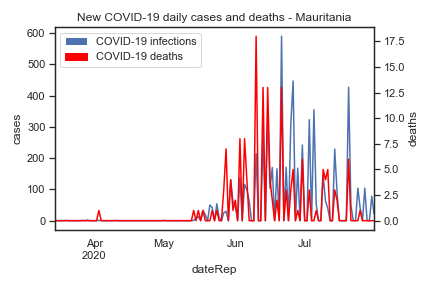 New COVID-19 daily cases and deaths - Mauritania
COVID-19 infections
COVID-19 deaths
600
500
400
300
200
100
0
cases
17.5
15.0
12.5
10.0
7.5
5.0
2.5
0.0
deaths
Apr
2020
May
Jun
Jul
dateRep